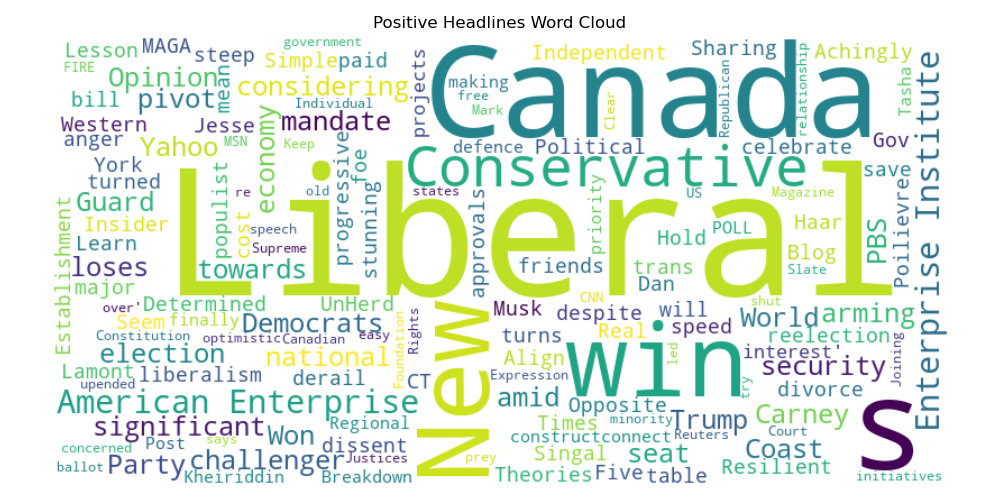 Positive Headlines Word Cloud
government
Lesson
MAGA
steep
Simple
paid
Independent
Sharing
Achingly
FIRE
Opinion
mean
considering
projects
Canada
making
free
Mark
Clear
Republican
relationship
Tasha
bill
pivot
Individual
Western
Jesse
mandate
anger
Yahoo
MSN
Keep
economy
progressive
foe
defence
Political
celebrate
Gov
Enterprise Institute
York
turned
populist
re
old
stunning
states
Conservative
priority
US
Magazine
save
Poilievre
Guard
Insider
cost
speech
Supreme
Liberal
approvals
Hold
POLL
Haar
PBS
Learn
loses
towards
friends
trans
Blog
Slate
Dan
Establishment
major
over'
Determined
UnHerd
New
Musk
despite
CNN
will
shut
World
arming
Seem
finally
Democrats
turns
Real
speed
reelection
Constitution
optimistic
Canadian
easy
Foundation
Rights
win
lied
interest'
Joining
election
national
Align
security
Lamont
liberalism
derail
CT
Expression
try
divorce
upended
American Enterprise
amid
Opposite
s
significant
Won
Regional
Times
minority
Trump
Carney
concerned
Post
says
dissent
construct
connect
Reuters
Court
Coast
ballot
Party
challenger
Justices
prey
Singal
seat
Resilient
Kheiriddin
Breakdown
Theories
Five
table
initiatives